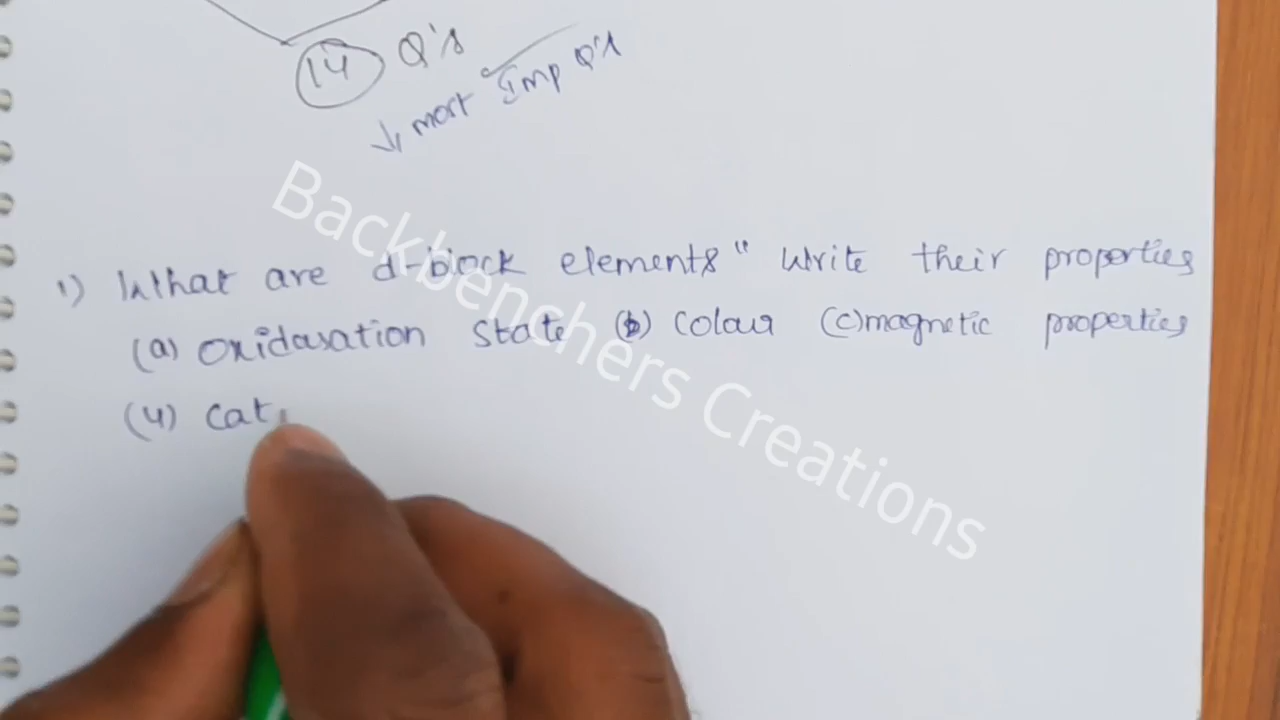 14 Q's
↓ most Imp Q's
1) What are d-block elements" write their properties
(a) oxidasation state (b) Colour (c) magnetic properties
(4) Cat
Backbenchers Creations